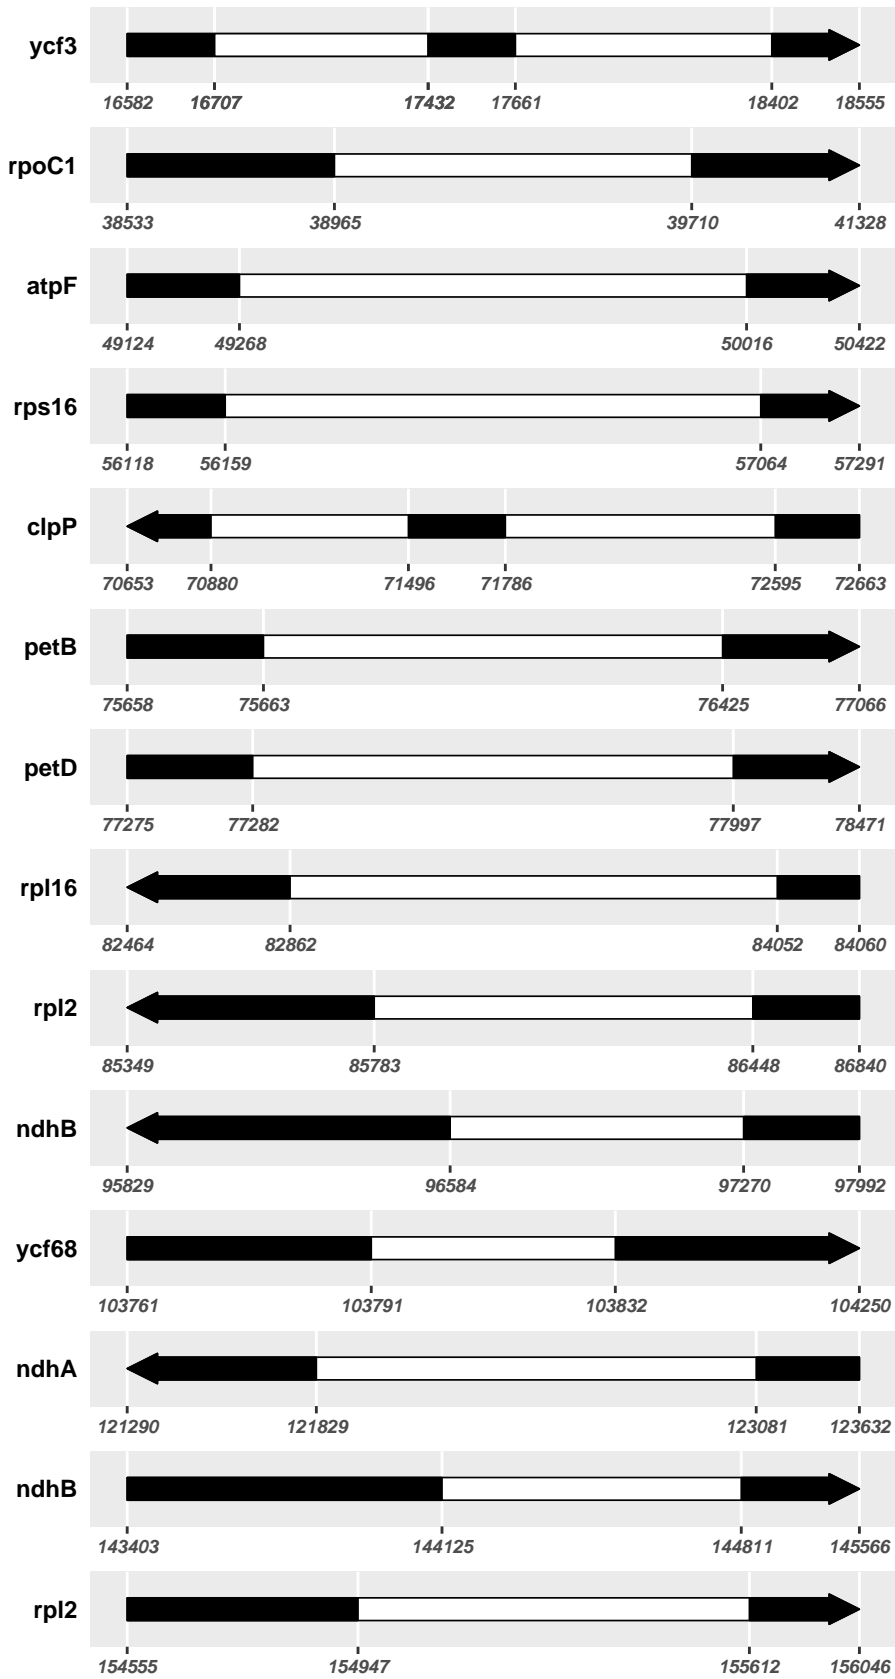 ycf3
16582 16707 17432 17661 18402 18555
rpoC1
38533 38965 39710 41328
atpF
49124 49268 50016 50422
rps16
56118 56159 57064 57291
clpP
70653 70880 71496 71786 72595 72663
petB
75658 75663 76425 77066
petD
77275 77282 77997 78471
rpl16
82464 82862 84052 84060
rpl2
85349 85783 86448 86840
ndhB
95829 96584 97270 97992
ycf68
103761 103791 103832 104250
ndhA
121290 121829 123081 123632
ndhB
143403 144125 144811 145566
rpl2
154555 154947 155612 156046